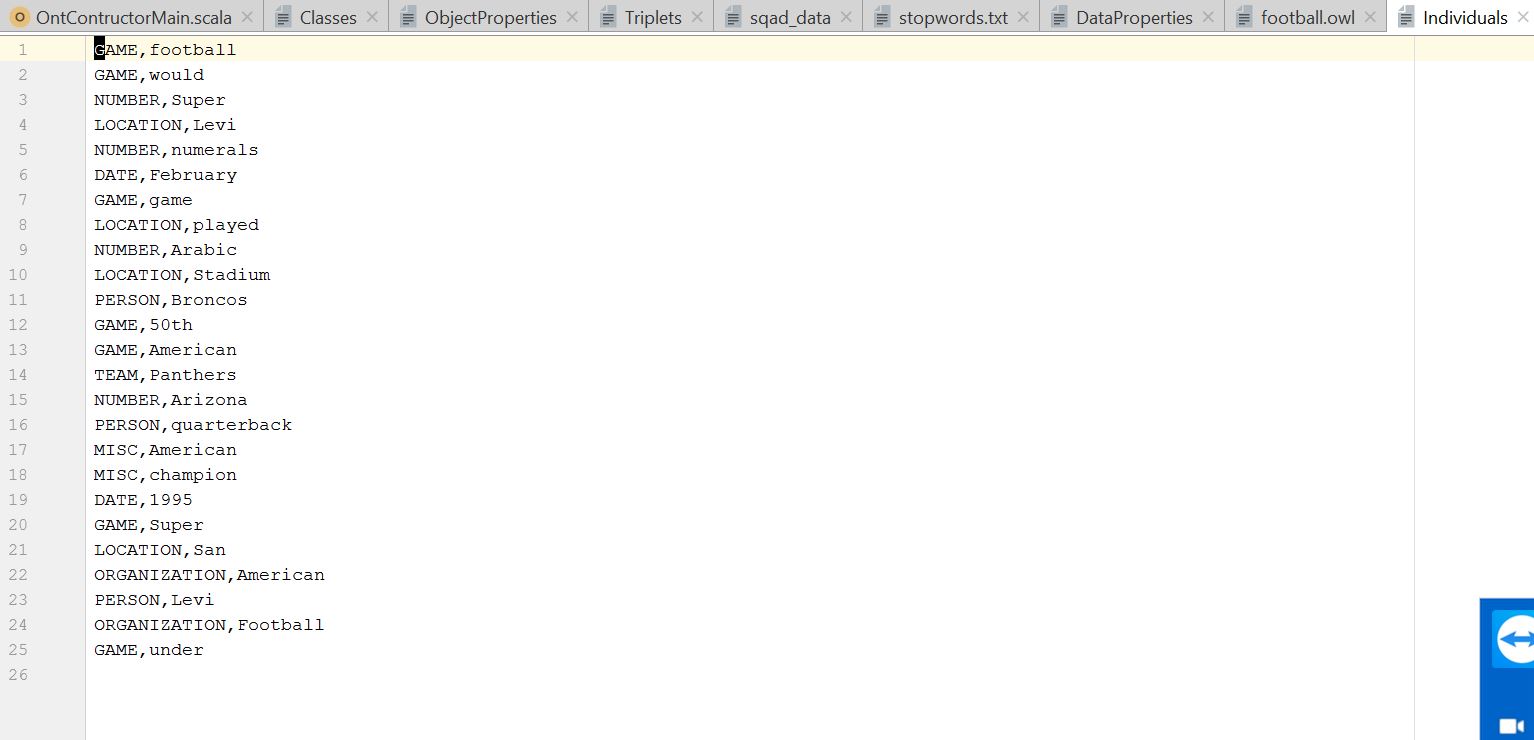 OntContructorMain.scala Classes ObjectProperties Triplets sqad_data stopwords.txt DataProperties football.owl Individuals
1 GAME,football
2 GAME,would
3 NUMBER,Super
4 LOCATION,Levi
5 NUMBER,numerals
6 DATE,February
7 GAME,game
8 LOCATION,played
9 NUMBER,Arabic
10 LOCATION,Stadium
11 PERSON,Broncos
12 GAME,50th
13 GAME,American
14 TEAM,Panthers
15 NUMBER,Arizona
16 PERSON,quarterback
17 MISC,American
18 MISC,champion
19 DATE,1995
20 GAME,Super
21 LOCATION,San
22 ORGANIZATION,American
23 PERSON,Levi
24 ORGANIZATION,Football
25 GAME,under
26